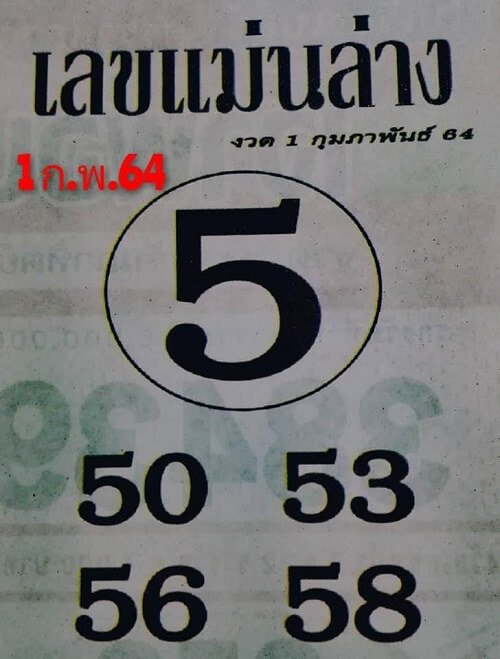 เลขแม่นล่าง
งวด 1 กุมภาพันธ์ 64
1 ก.พ.64
5
50 53
56 58